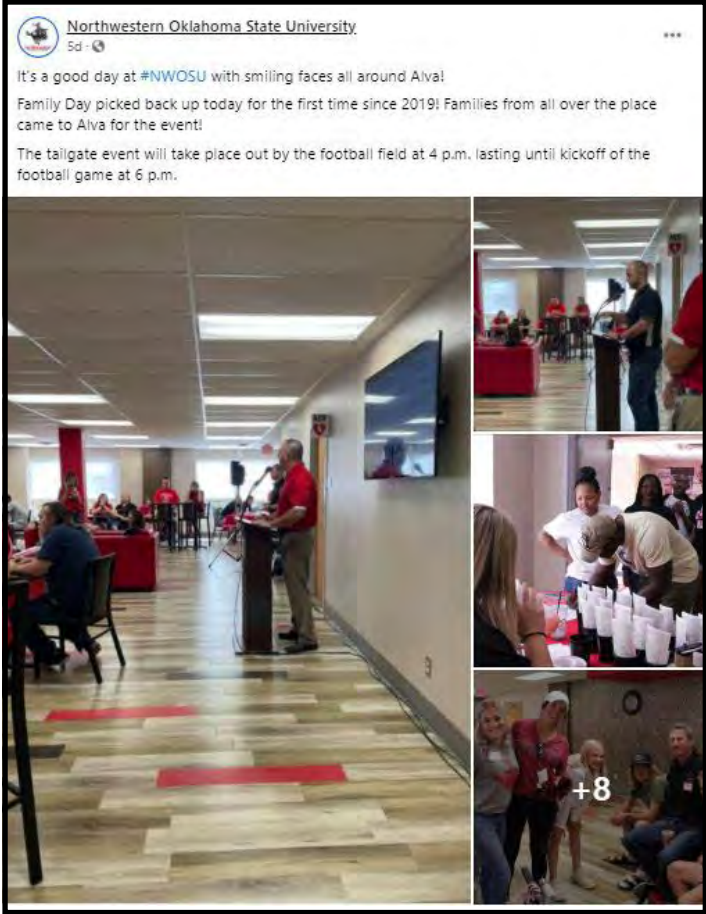 Northwestern Oklahoma State University
5d ·
It's a good day at #NWOSU with smiling faces all around Alva!
Family Day picked back up today for the first time since 2019! Families from all over the place
came to Alva for the event!
The tailgate event will take place out by the football field at 4 p.m. lasting until kickoff of the
football game at 6 p.m.
+8